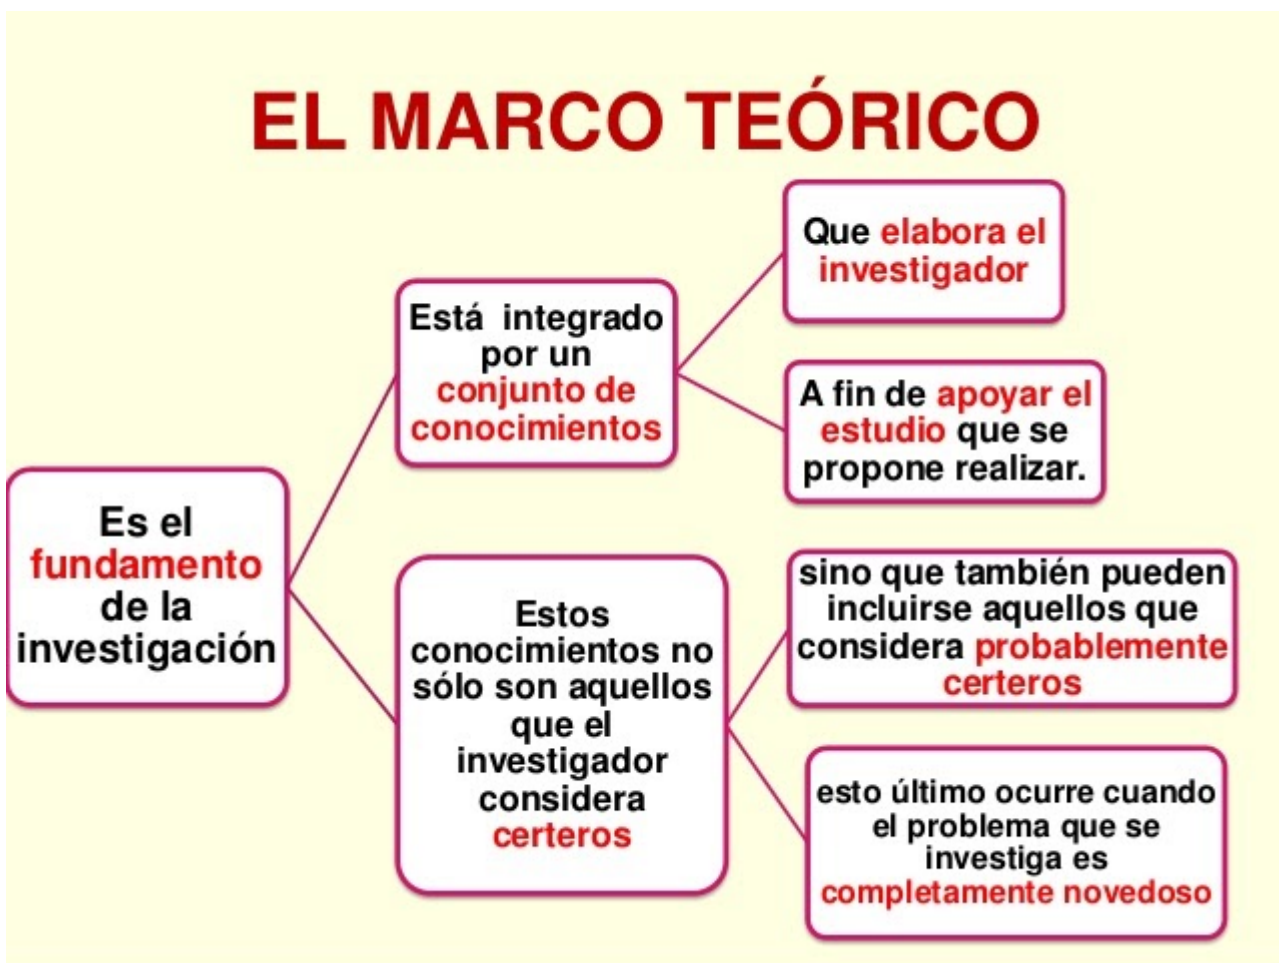 EL MARCO TEÓRICO
Es el
fundamento
de la
investigación
Está integrado
por un
conjunto de
conocimientos
Que elabora el
investigador
A fin de apoyar el
estudio que se
propone realizar.
Estos
conocimientos no
sólo son aquellos
que el
investigador
considera
certeros
sino que también pueden
incluirse aquellos que
considera probablemente
certeros
esto último ocurre cuando
el problema que se
investiga es
completamente novedoso